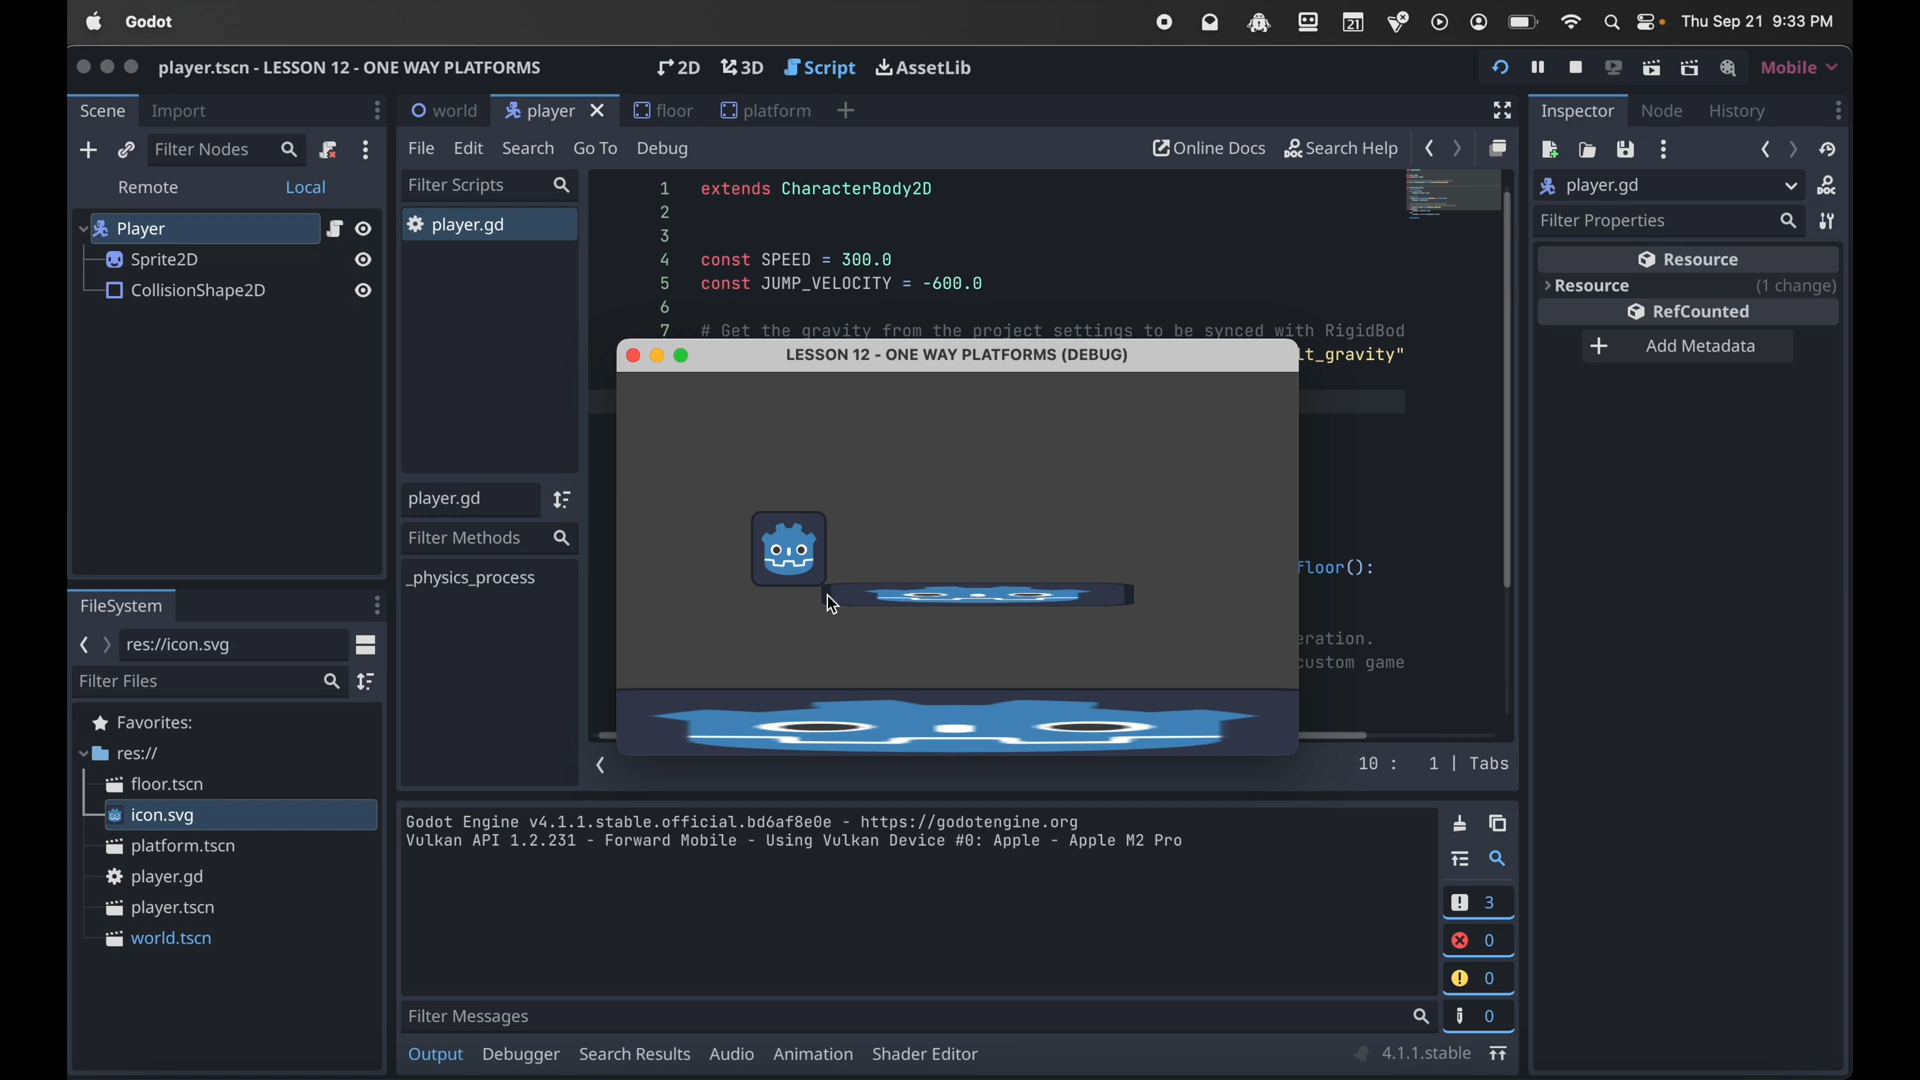 Godot
21
Thu Sep 21 9:33 PM
player.tscn - LESSON 12 - ONE WAY PLATFORMS
2D
3D
Script
AssetLib
Mobile
Scene
Import
world
player
floor
platform
Inspector
Node
History
Filter Nodes
File
Edit
Search
Go To
Debug
Online Docs
Search Help
Remote
Local
Filter Scripts
player.gd
Filter Properties
Player
Sprite2D
CollisionShape2D
player.gd
1 extends CharacterBody2D
2
3
4 const SPEED = 300.0
5 const JUMP_VELOCITY = -600.0
6
7 # Get the gravity from the project settings to be synced with RigidBod
LESSON 12 - ONE WAY PLATFORMS (DEBUG)
lt_gravity"
floor():
eration.
custom game
Resource
Resource (1 change)
RefCounted
Add Metadata
player.gd
Filter Methods
_physics_process
10 : 1 | Tabs
FileSystem
res://icon.svg
Filter Files
Favorites:
res://
floor.tscn
icon.svg
platform.tscn
player.gd
player.tscn
world.tscn
Godot Engine v4.1.1.stable.official.bd6af8e0e - https://godotengine.org
Vulkan API 1.2.231 - Forward Mobile - Using Vulkan Device #0: Apple - Apple M2 Pro
3
0
0
0
Filter Messages
Output
Debugger
Search Results
Audio
Animation
Shader Editor
4.1.1.stable